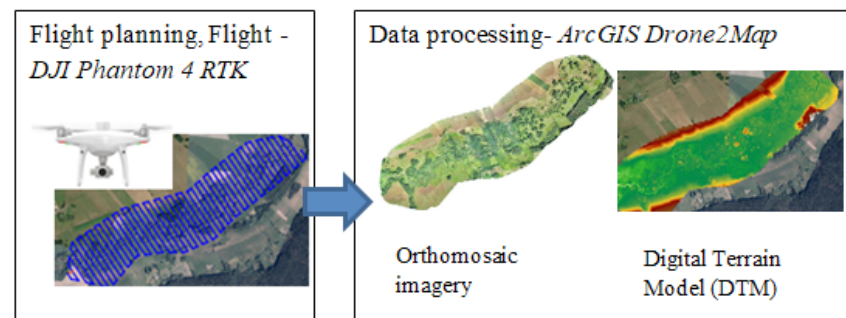 Flight planning, Flight -
DJI Phantom 4 RTK
Data processing- ArcGIS Drone2Map
Orthomosaic
imagery
Digital Terrain
Model (DTM)